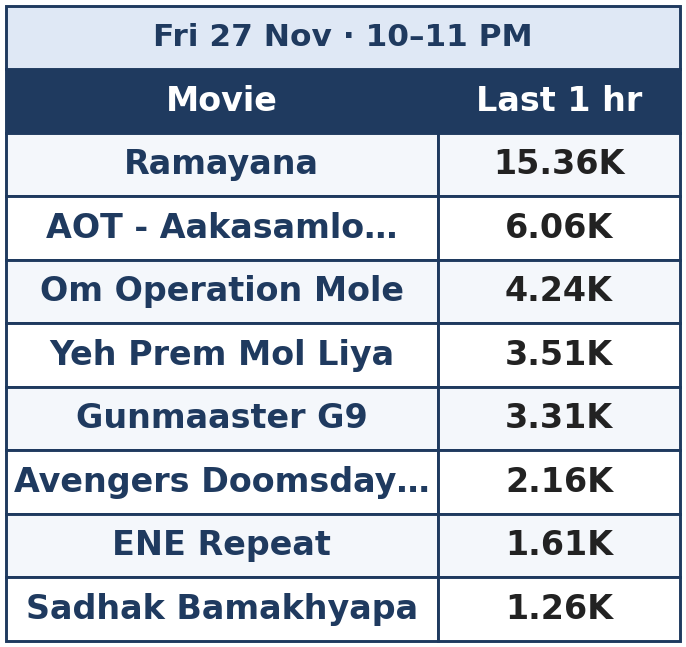 Fri 27 Nov · 10–11 PM
Movie Last 1 hr
Ramayana 15.36K
AOT - Aakasamlo... 6.06K
Om Operation Mole 4.24K
Yeh Prem Mol Liya 3.51K
Gunmaaster G9 3.31K
Avengers Doomsday... 2.16K
ENE Repeat 1.61K
Sadhak Bamakhyapa 1.26K